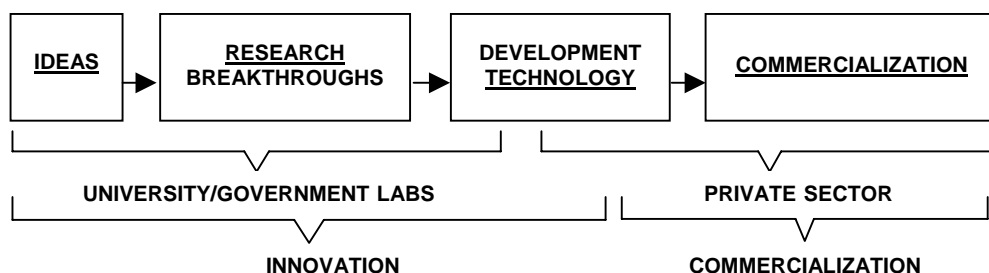 IDEAS
RESEARCH
BREAKTHROUGHS
DEVELOPMENT
TECHNOLOGY
COMMERCIALIZATION
UNIVERSITY/GOVERNMENT LABS
PRIVATE SECTOR
INNOVATION
COMMERCIALIZATION